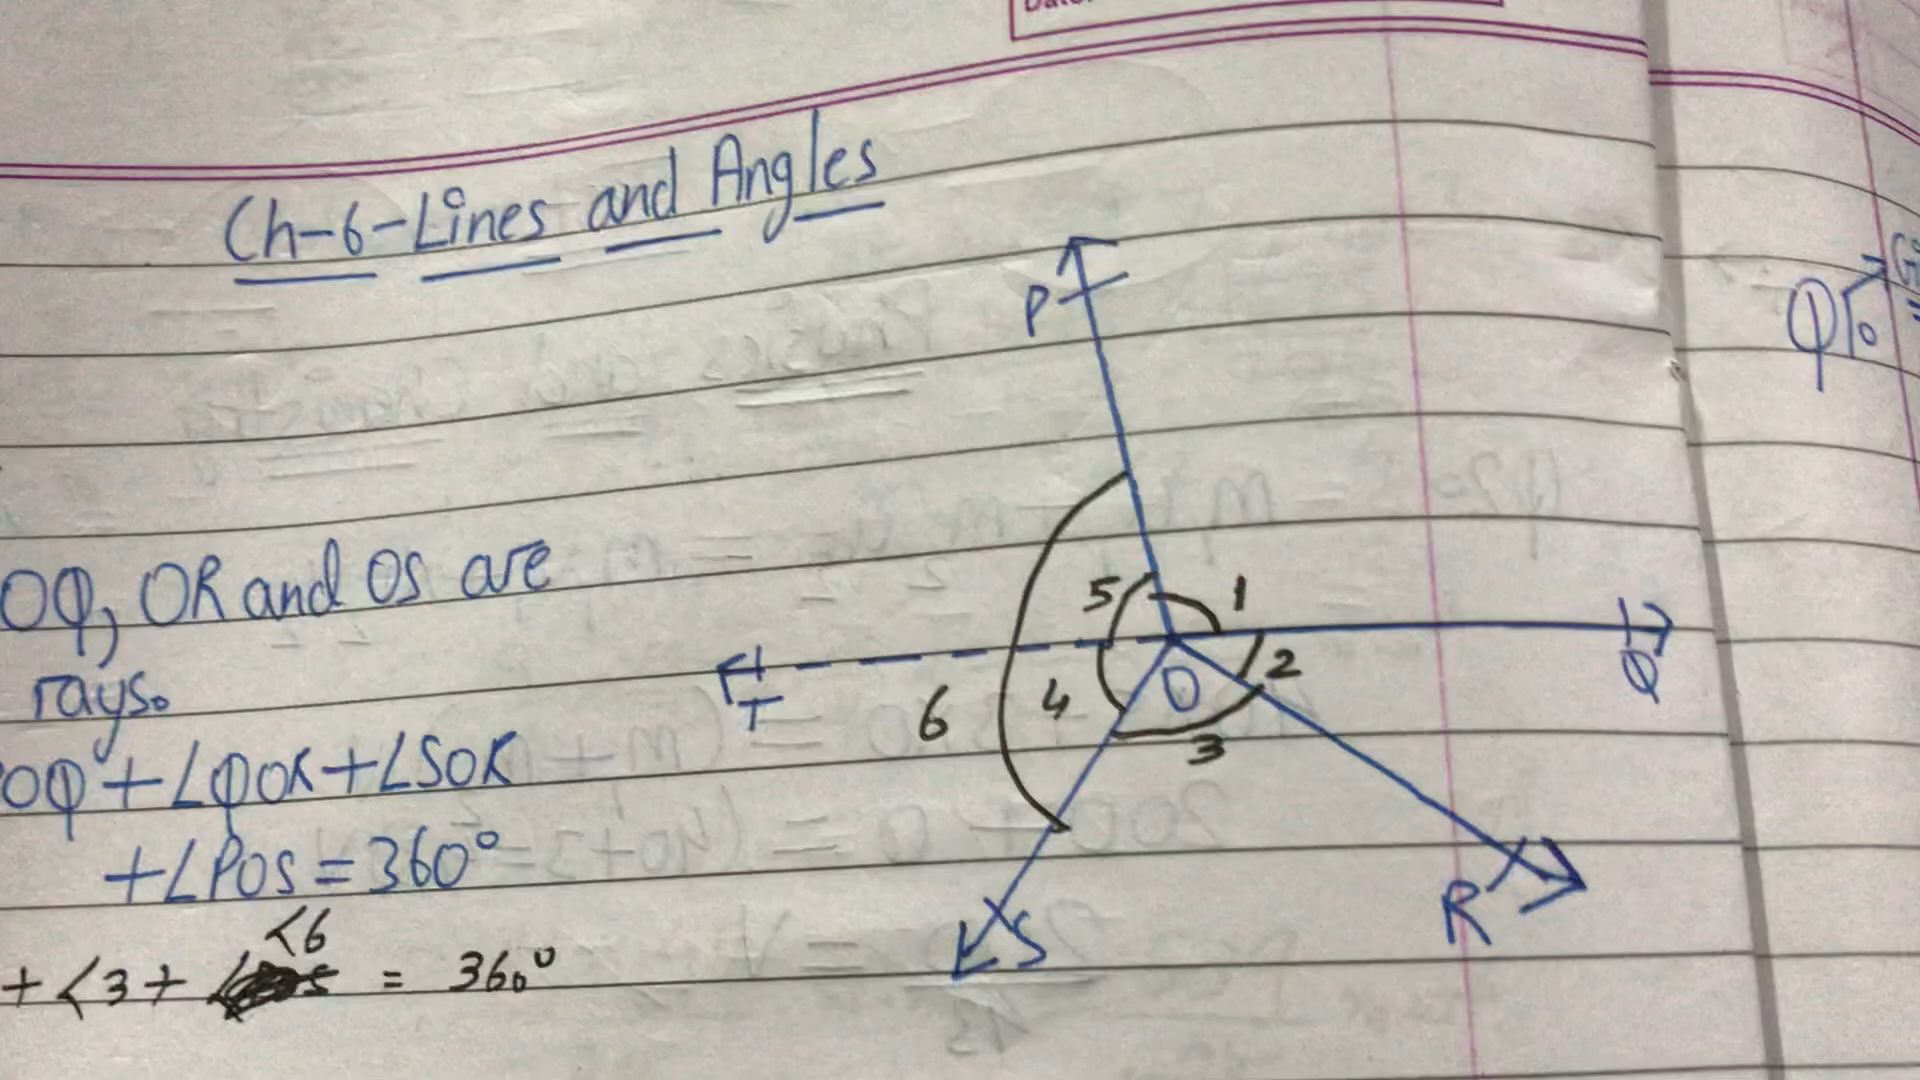 Ch-6-Lines and Angles
P
OQ, OR and OS are
rays.
OQ + ∠QOR + ∠SOR
+ ∠POS = 360°
<6
+ <3 + = 360°
5 1
2
T
6 4 O Q
3
R
S